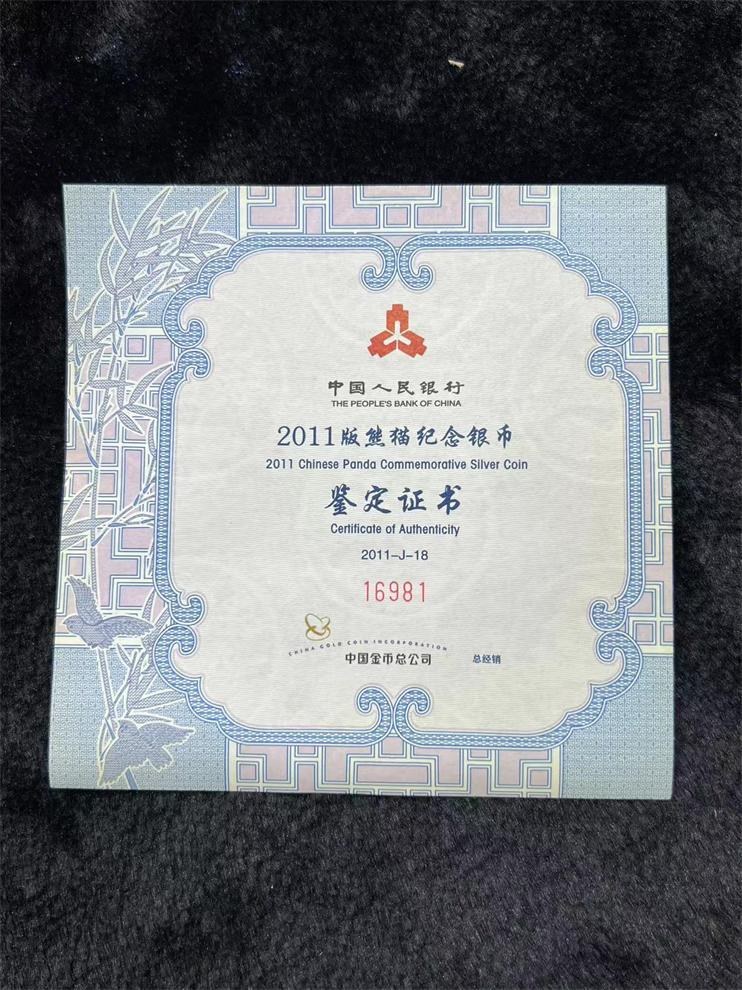 中国人民银行
THE PEOPLE'S BANK OF CHINA
2011版熊猫纪念银币
2011 Chinese Panda Commemorative Silver Coin
鉴定证书
Certificate of Authenticity
2011-J-18
16981
CHINA GOLD COIN INCORPORATION
中国金币总公司 总经销